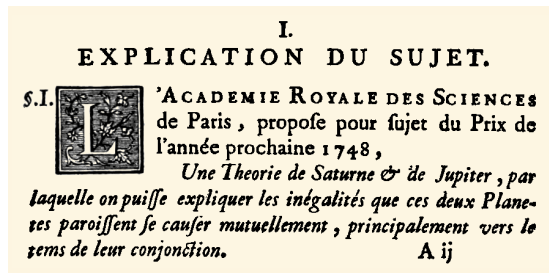 I.
EXPLICATION DU SUJET.
§.I. L'ACADEMIE ROYALE DES SCIENCES
de Paris, propoſe pour ſujet du Prix de
l'année prochaine 1748,
Une Theorie de Saturne & de Jupiter, par
laquelle on puiſſe expliquer les inégalités que ces deux Plane-
tes paroiſſent ſe cauſer mutuellement, principalement vers le
tems de leur conjonction.
A ij